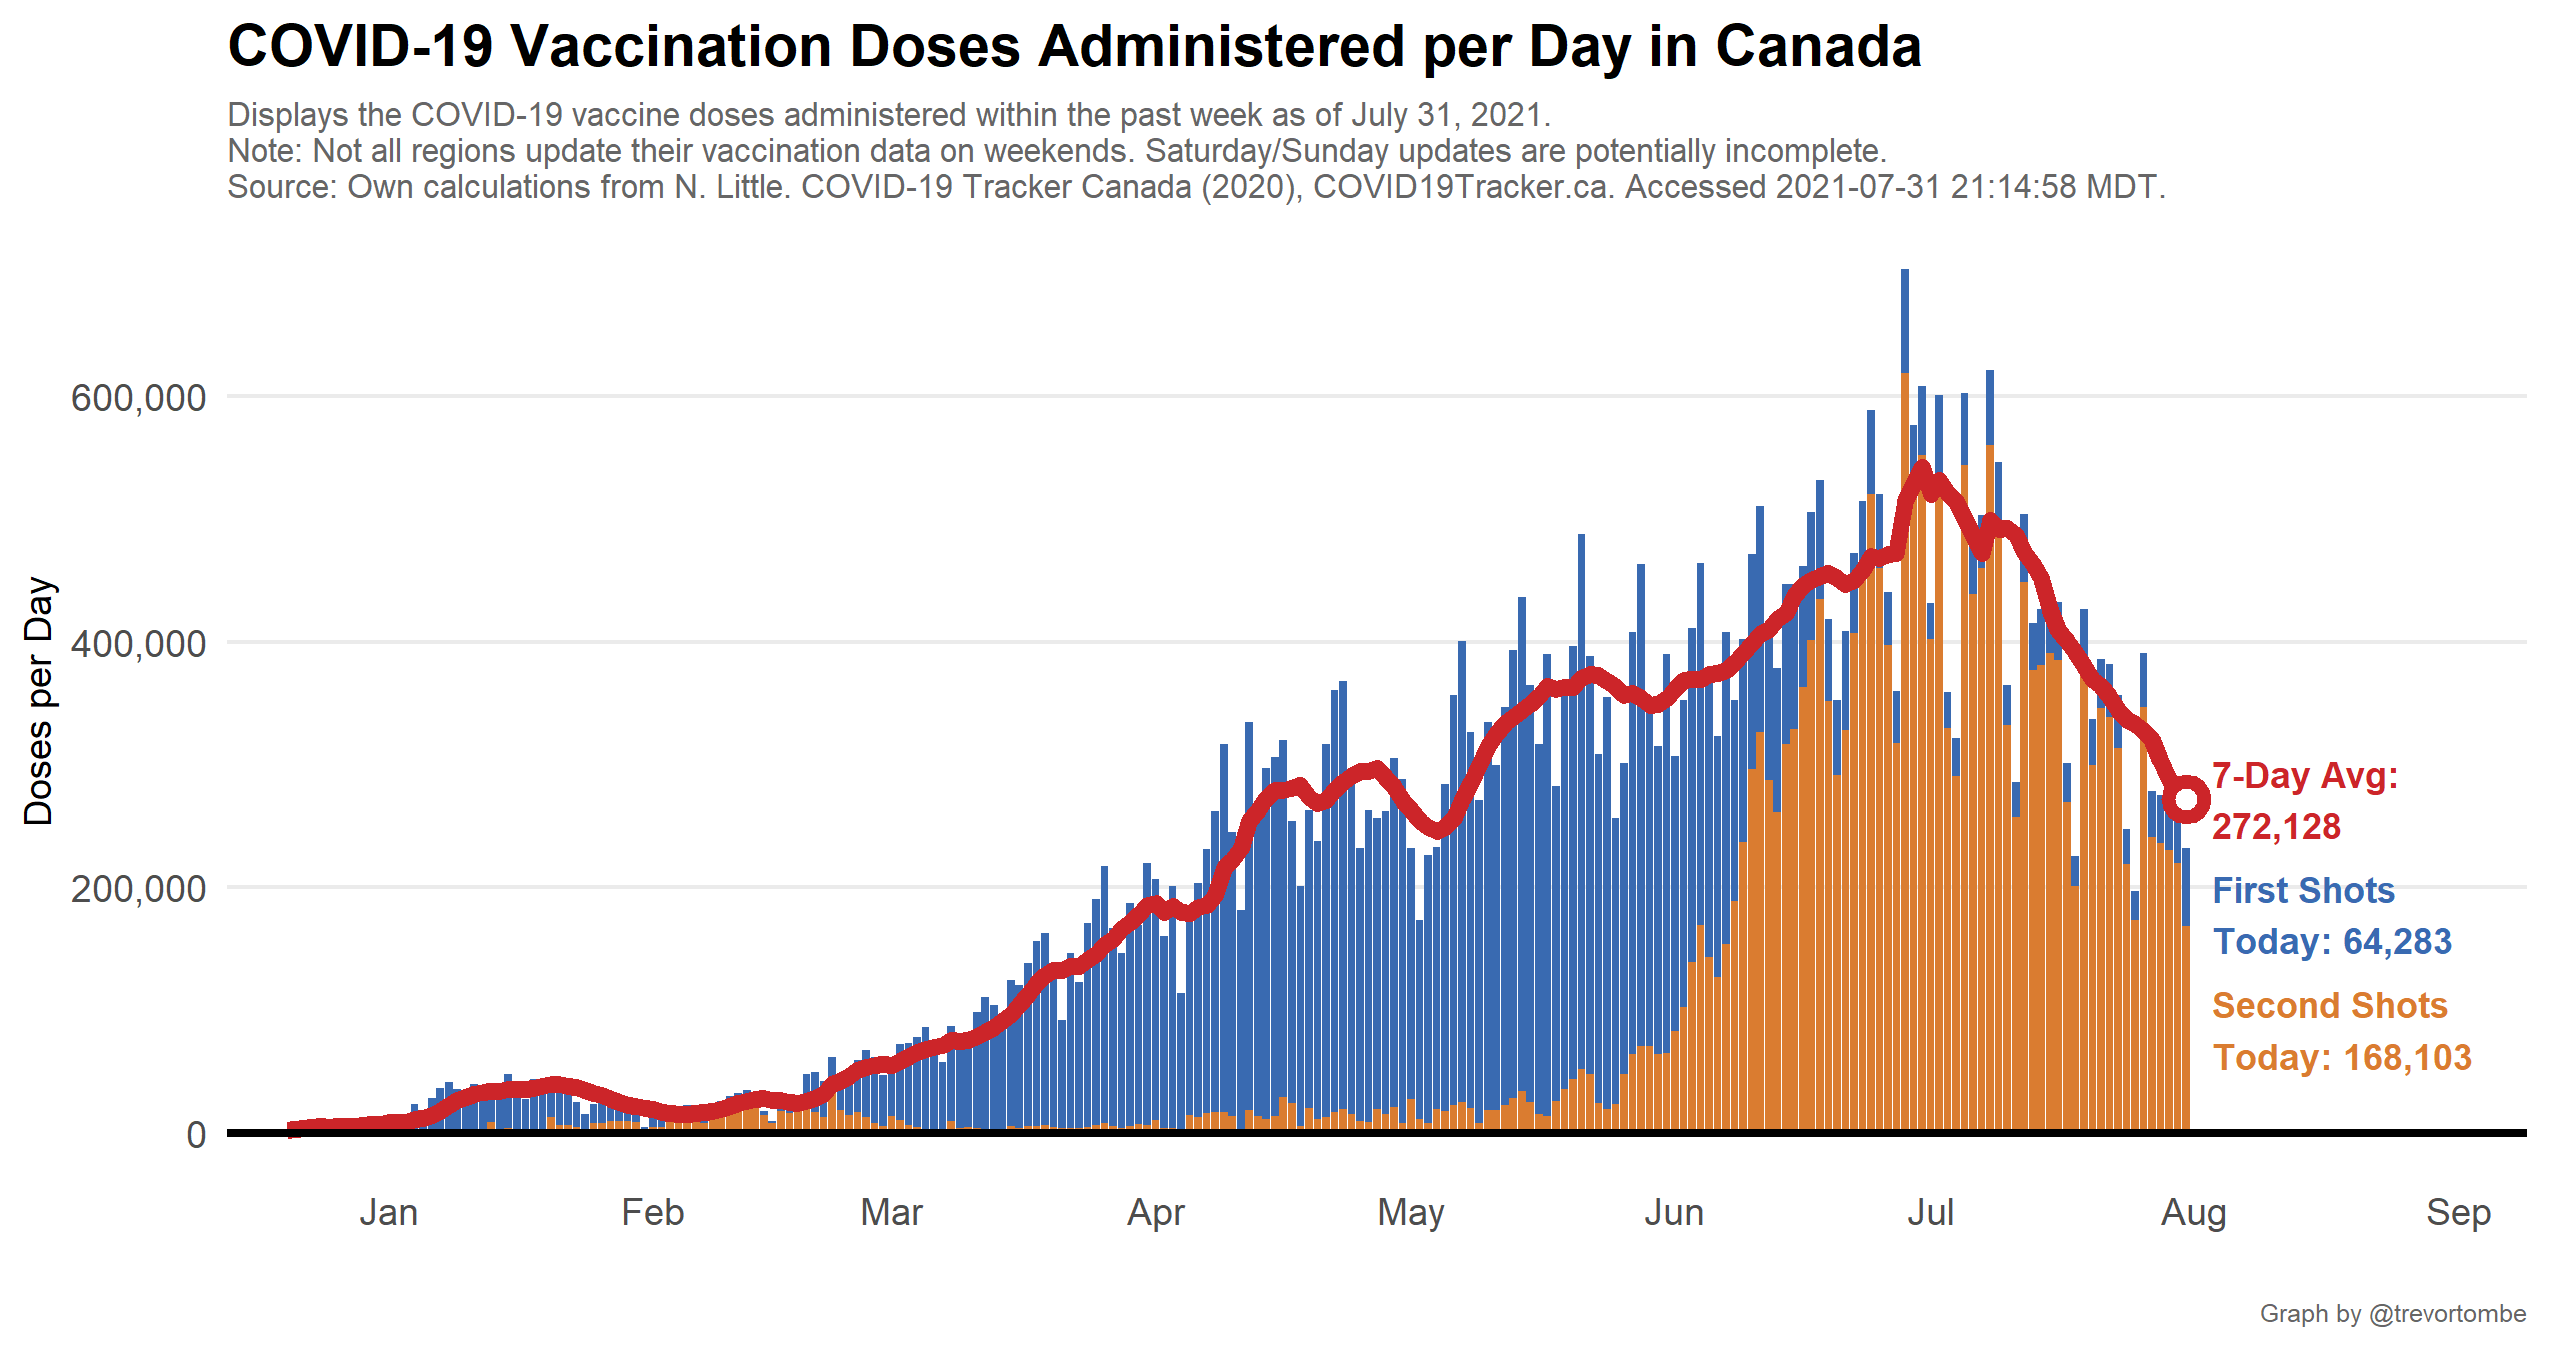 COVID-19 Vaccination Doses Administered per Day in Canada
Displays the COVID-19 vaccine doses administered within the past week as of July 31, 2021.
Note: Not all regions update their vaccination data on weekends. Saturday/Sunday updates are potentially incomplete.
Source: Own calculations from N. Little. COVID-19 Tracker Canada (2020), COVID19Tracker.ca. Accessed 2021-07-31 21:14:58 MDT.
Doses per Day
600,000
400,000
200,000
0
7-Day Avg:
272,128
First Shots
Today: 64,283
Second Shots
Today: 168,103
Jan Feb Mar Apr May Jun Jul Aug Sep
Graph by @trevortombe